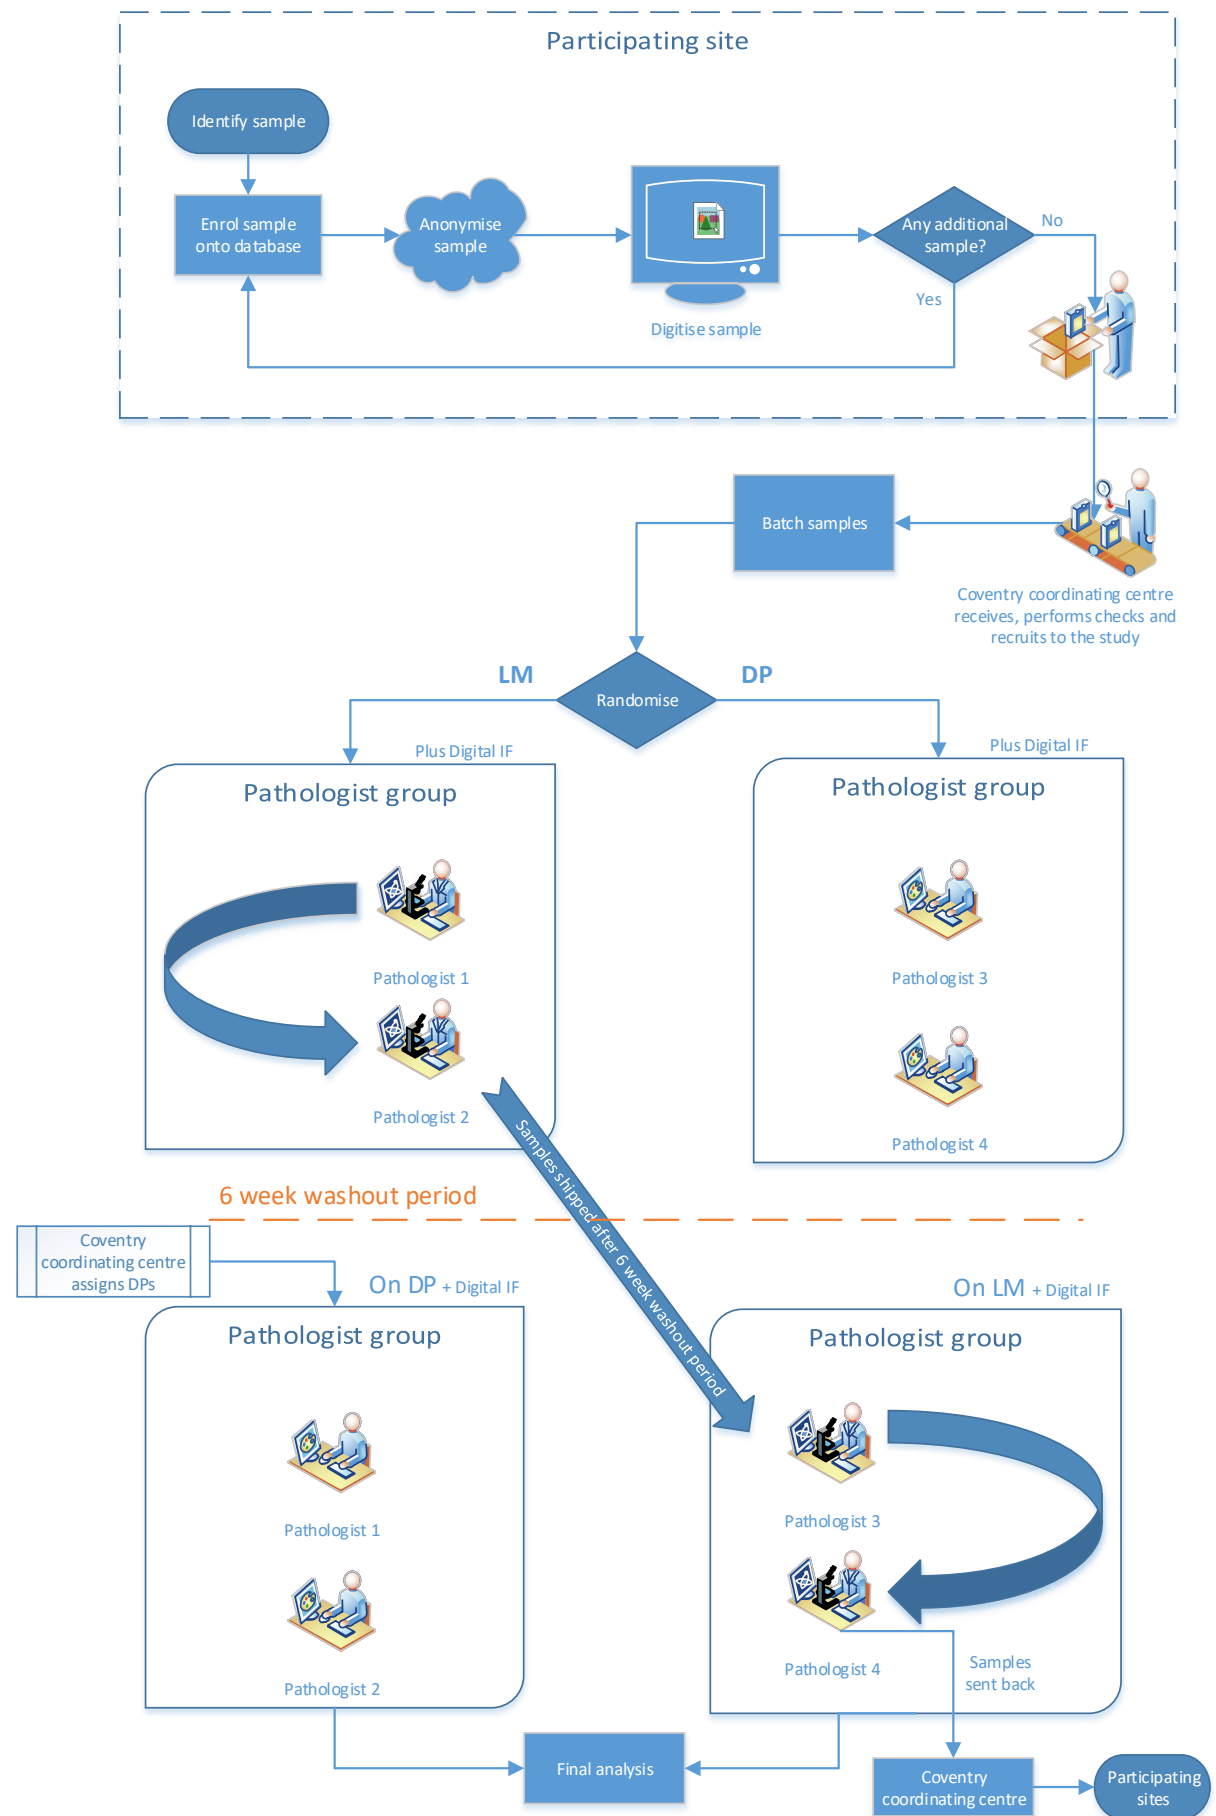 Participating site
Identify sample
Enrol sample
onto database
Anonymise
sample
Digitise sample
Any additional
sample?
No
Yes
Batch samples
Coventry coordinating centre
receives, performs checks and
recruits to the study
LM
Randomise
DP
Plus Digital IF
Plus Digital IF
Pathologist group
Pathologist 1
Pathologist 2
Pathologist group
Pathologist 3
Pathologist 4
Samples shipped after 6 week washout period
6 week washout period
Coventry
coordinating centre
assigns DPs
On DP + Digital IF
On LM + Digital IF
Pathologist group
Pathologist 1
Pathologist 2
Pathologist group
Pathologist 3
Pathologist 4
Samples
sent back
Final analysis
Coventry
coordinating centre
Participating
sites